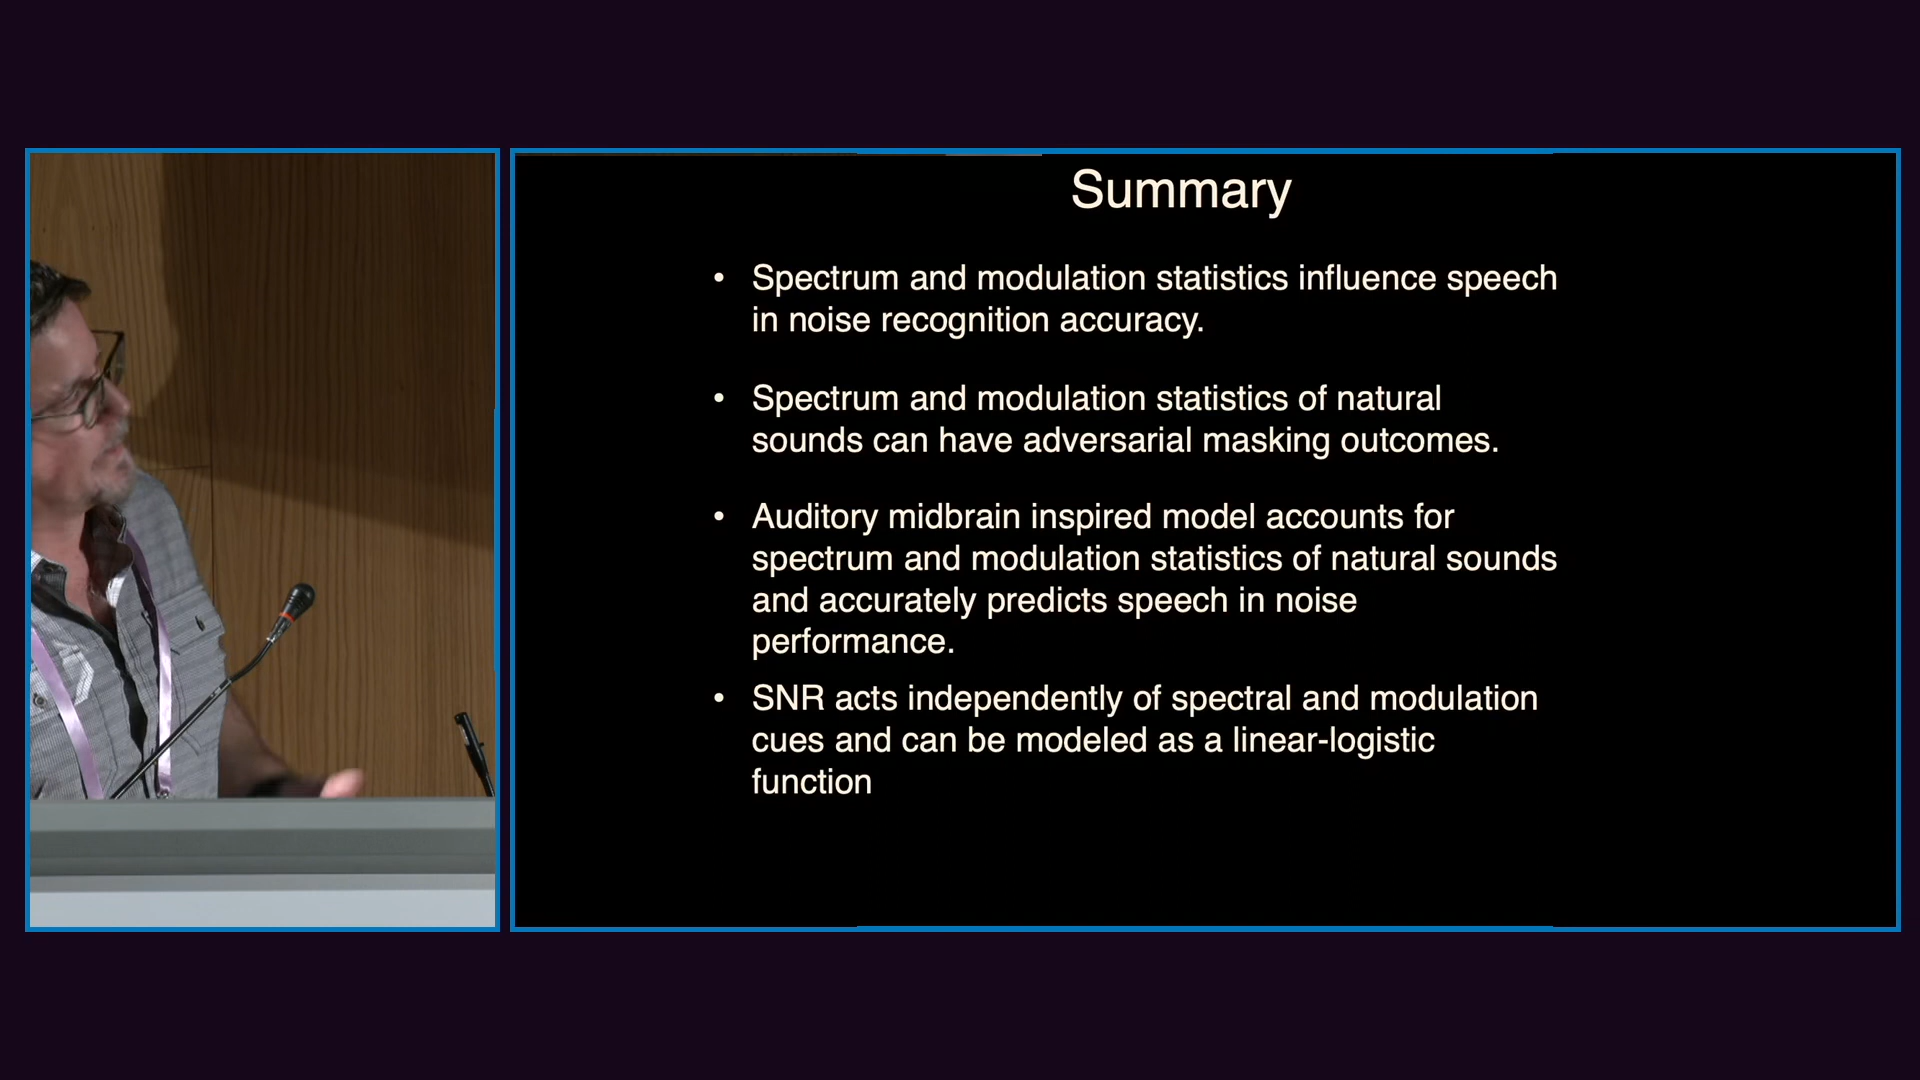 Summary
• Spectrum and modulation statistics influence speech
in noise recognition accuracy.
• Spectrum and modulation statistics of natural
sounds can have adversarial masking outcomes.
• Auditory midbrain inspired model accounts for
spectrum and modulation statistics of natural sounds
and accurately predicts speech in noise
performance.
• SNR acts independently of spectral and modulation
cues and can be modeled as a linear-logistic
function